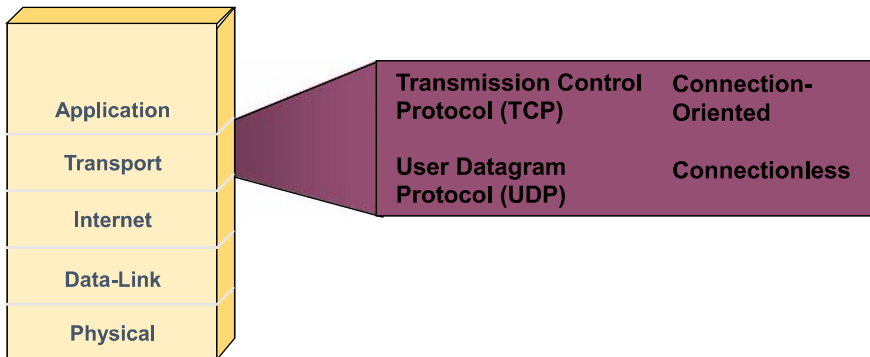 Application
Transport
Internet
Data-Link
Physical
Transmission Control
Protocol (TCP)
Connection-
Oriented
User Datagram
Protocol (UDP)
Connectionless